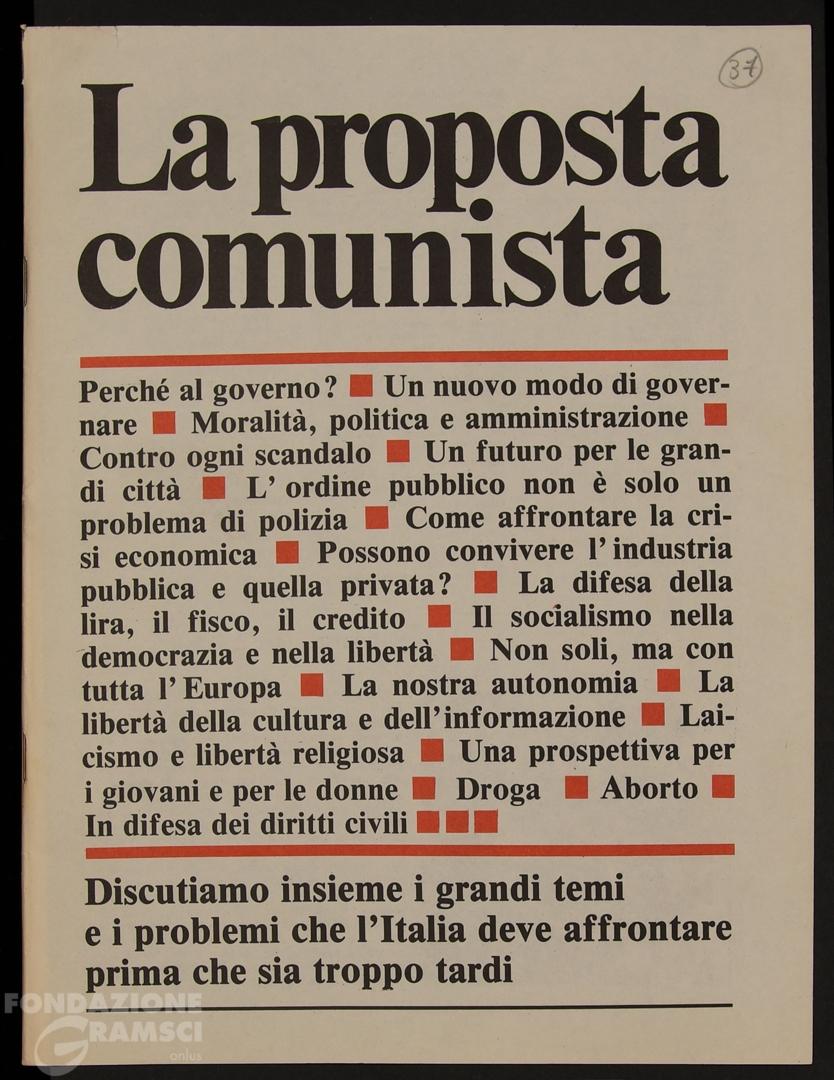 37
La proposta
comunista
Perché al governo? ■ Un nuovo modo di gover-
nare ■ Moralità, politica e amministrazione ■
Contro ogni scandalo ■ Un futuro per le gran-
di città ■ L' ordine pubblico non è solo un
problema di polizia ■ Come affrontare la cri-
si economica ■ Possono convivere l'industria
pubblica e quella privata? ■ La difesa della
lira, il fisco, il credito ■ Il socialismo nella
democrazia e nella libertà ■ Non soli, ma con
tutta l'Europa ■ La nostra autonomia ■ La
libertà della cultura e dell'informazione ■ Lai-
cismo e libertà religiosa ■ Una prospettiva per
i giovani e per le donne ■ Droga ■ Aborto ■
In difesa dei diritti civili ■■■
Discutiamo insieme i grandi temi
e i problemi che l'Italia deve affrontare
prima che sia troppo tardi
FONDAZIONE
GRAMSCI
onlus